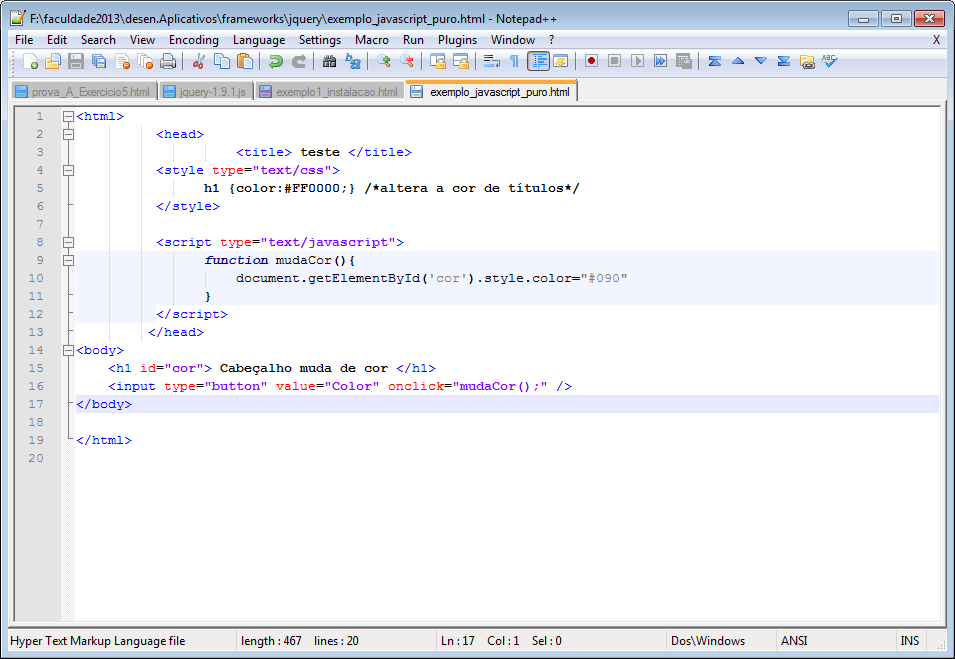 F:\faculdade2013\desen.Aplicativos\frameworks\jquery\exemplo_javascript_puro.html - Notepad++
File Edit Search View Encoding Language Settings Macro Run Plugins Window ? X
prova_A_Exercicio5.html jquery-1.9.1.js exemplo1_instalacao.html exemplo_javascript_puro.html
1 <html>
2 <head>
3 <title> teste </title>
4 <style type="text/css">
5 h1 {color:#FF0000;} /*altera a cor de títulos*/
6 </style>
7
8 <script type="text/javascript">
9 function mudaCor(){
10 document.getElementById('cor').style.color="#090"
11 }
12 </script>
13 </head>
14 <body>
15 <h1 id="cor"> Cabeçalho muda de cor </h1>
16 <input type="button" value="Color" onclick="mudaCor();" />
17 </body>
18
19 </html>
20
Hyper Text Markup Language file length : 467 lines : 20 Ln : 17 Col : 1 Sel : 0 Dos\Windows ANSI INS